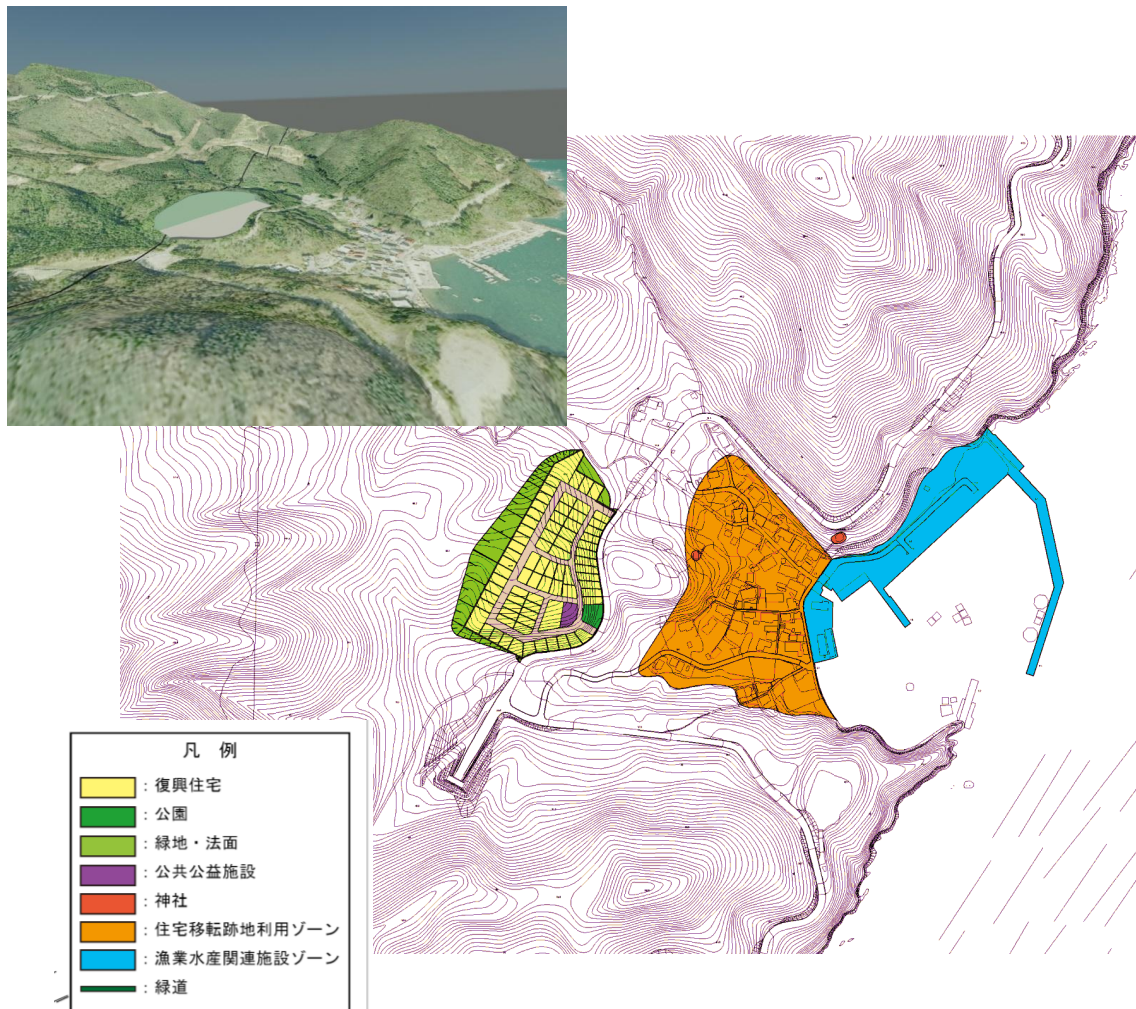 凡 例
：復興住宅
：公園
：緑地・法面
：公共公益施設
：神社
：住宅移転跡地利用ゾーン
：漁業水産関連施設ゾーン
：緑道